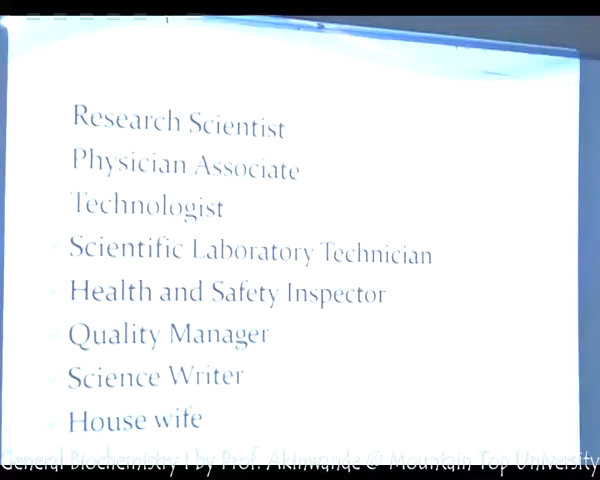 Research Scientist
Physician Associate
Technologist
Scientific Laboratory Technician
Health and Safety Inspector
Quality Manager
Science Writer
House wife
General Biochemistry I by Prof. Akinwande @ Mountain Top University